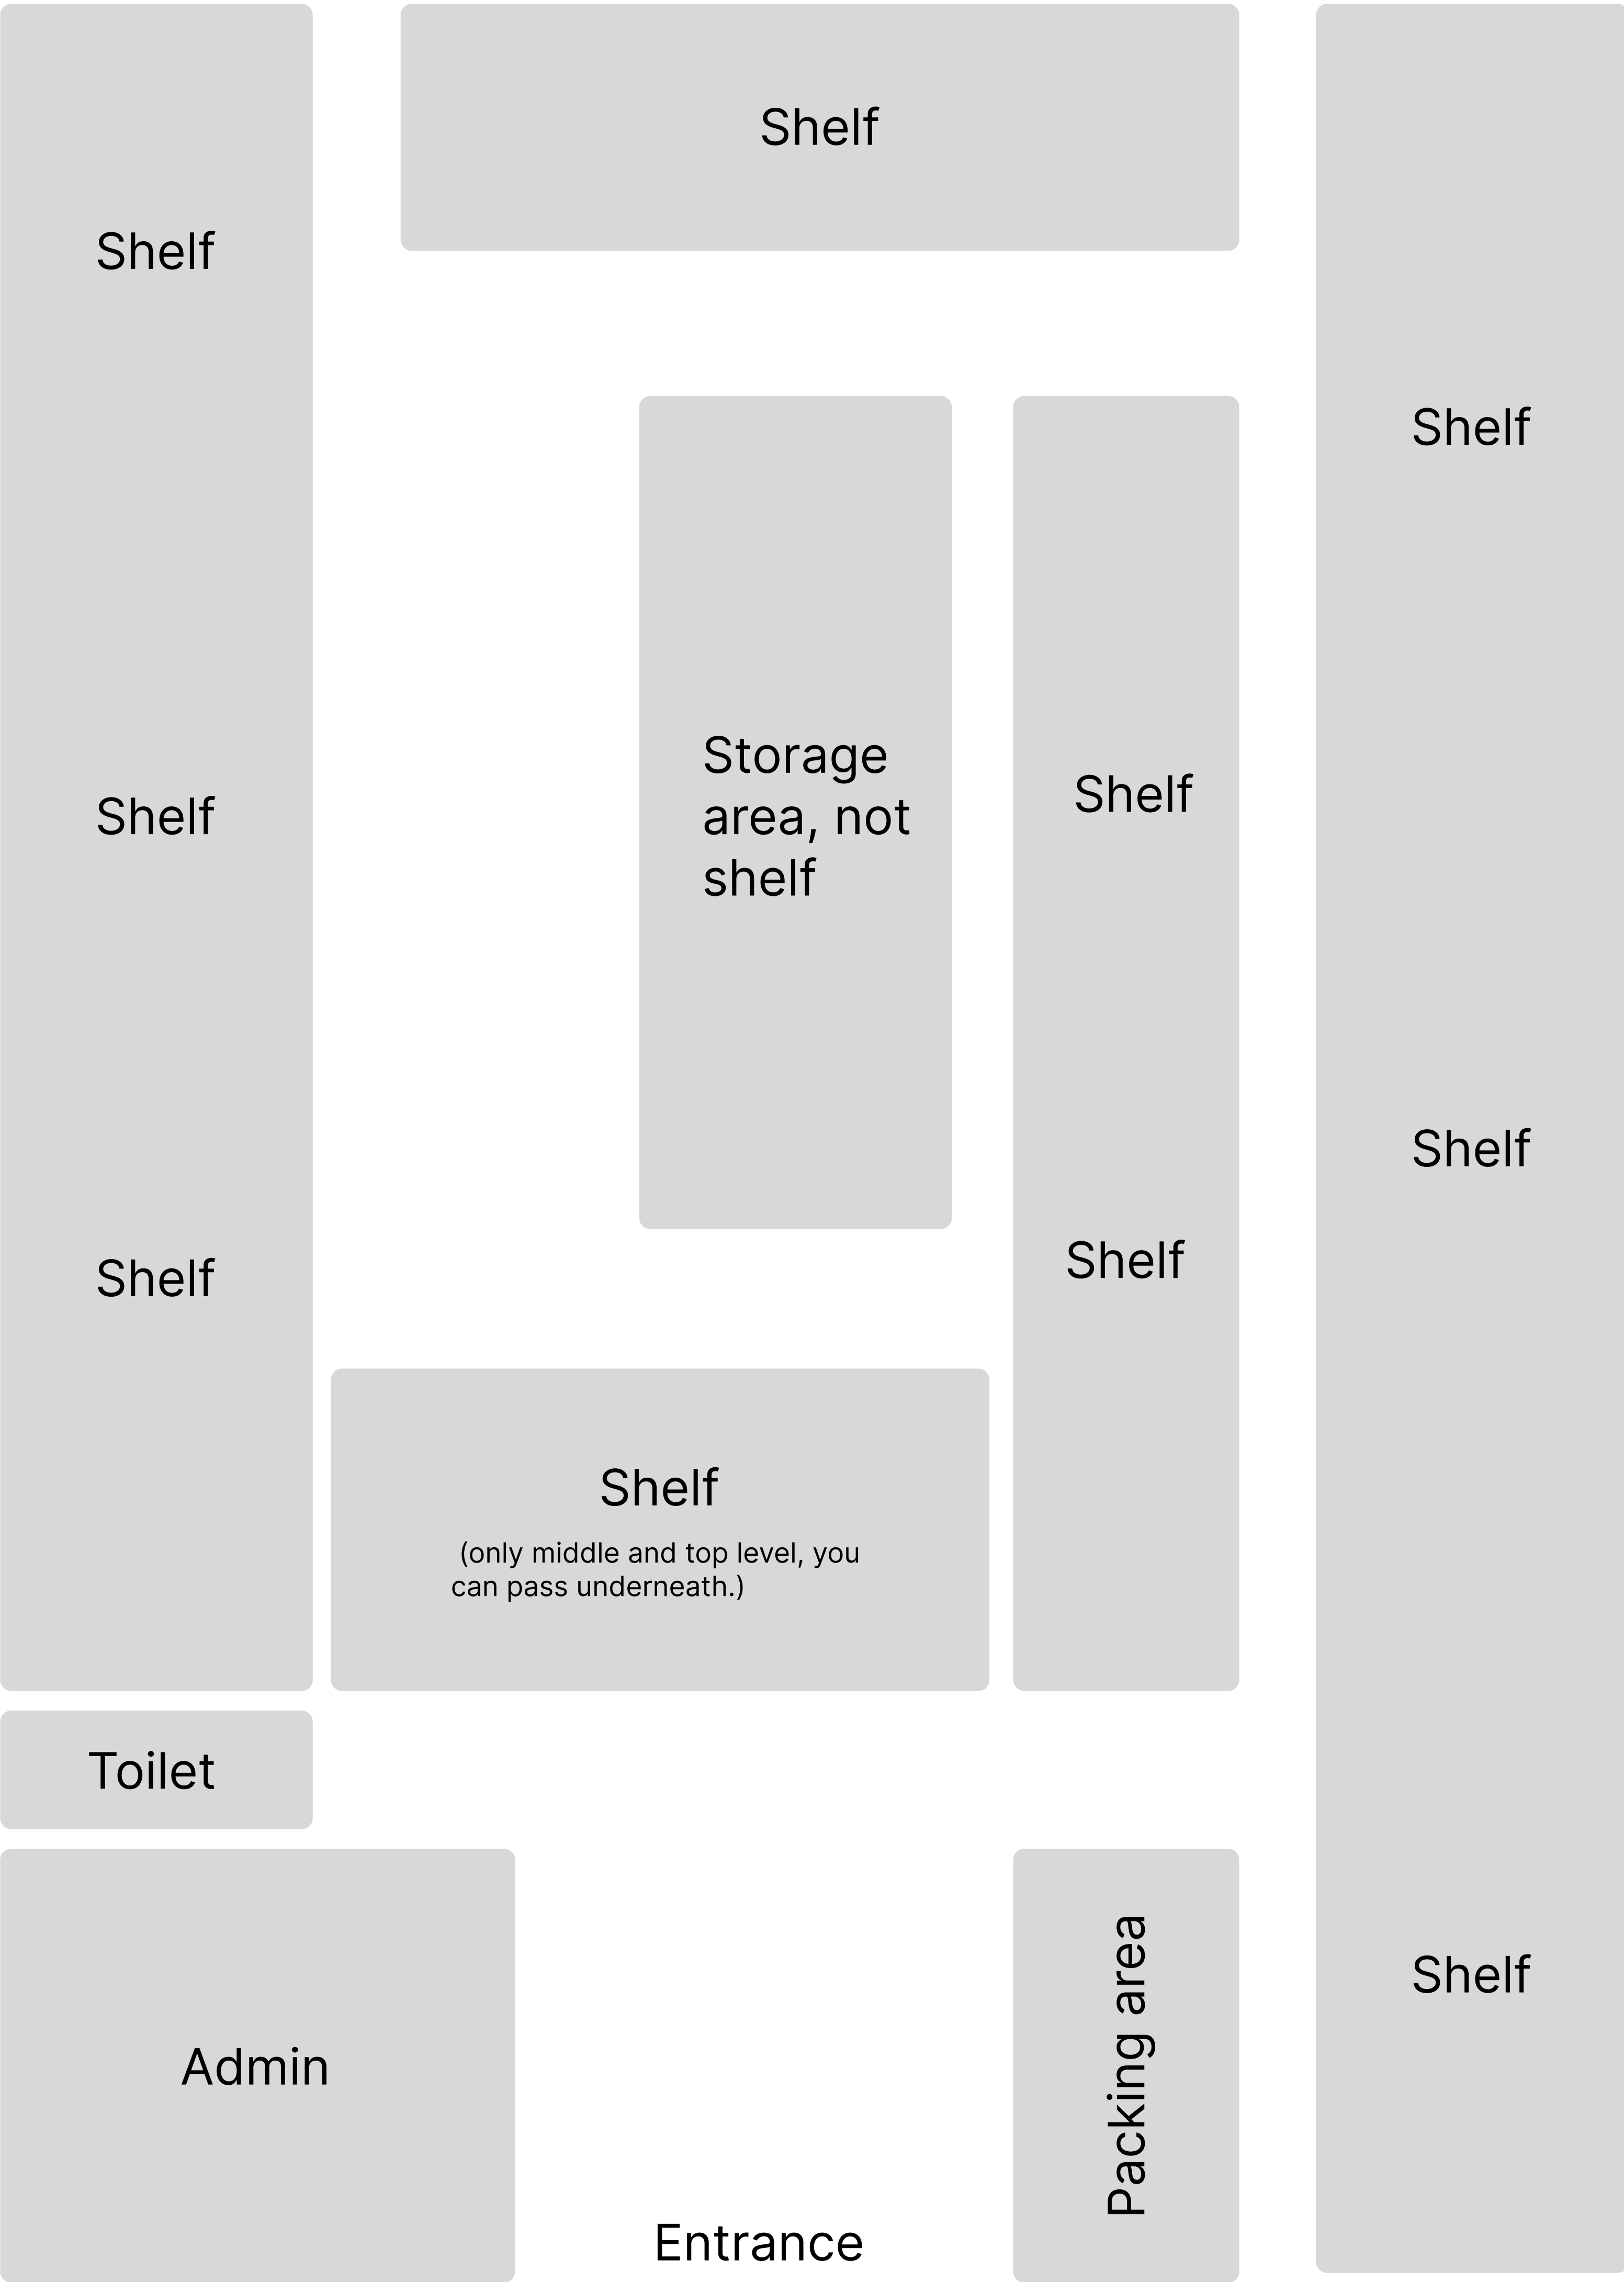 Shelf
Shelf
Shelf
Storage
area, not
shelf
Shelf
Shelf
Shelf
Shelf
Shelf
Shelf
(only middle and top level, you
can pass underneath.)
Toilet
Shelf
Packing area
Admin
Entrance